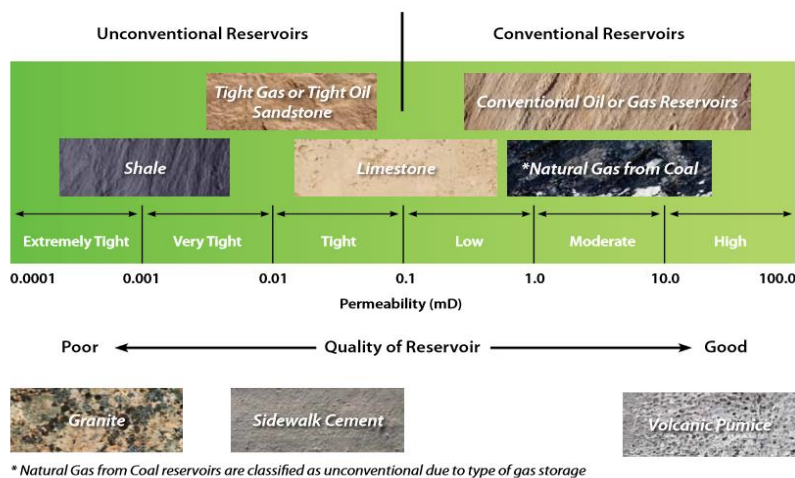 Unconventional Reservoirs
Conventional Reservoirs
Tight Gas or Tight Oil
Sandstone
Conventional Oil or Gas Reservoirs
Shale
Limestone
*Natural Gas from Coal
Extremely Tight
Very Tight
Tight
Low
Moderate
High
0.0001
0.001
0.01
0.1
1.0
10.0
100.0
Permeability (mD)
Poor
Quality of Reservoir
Good
Granite
Sidewalk Cement
Volcanic Pumice
* Natural Gas from Coal reservoirs are classified as unconventional due to type of gas storage